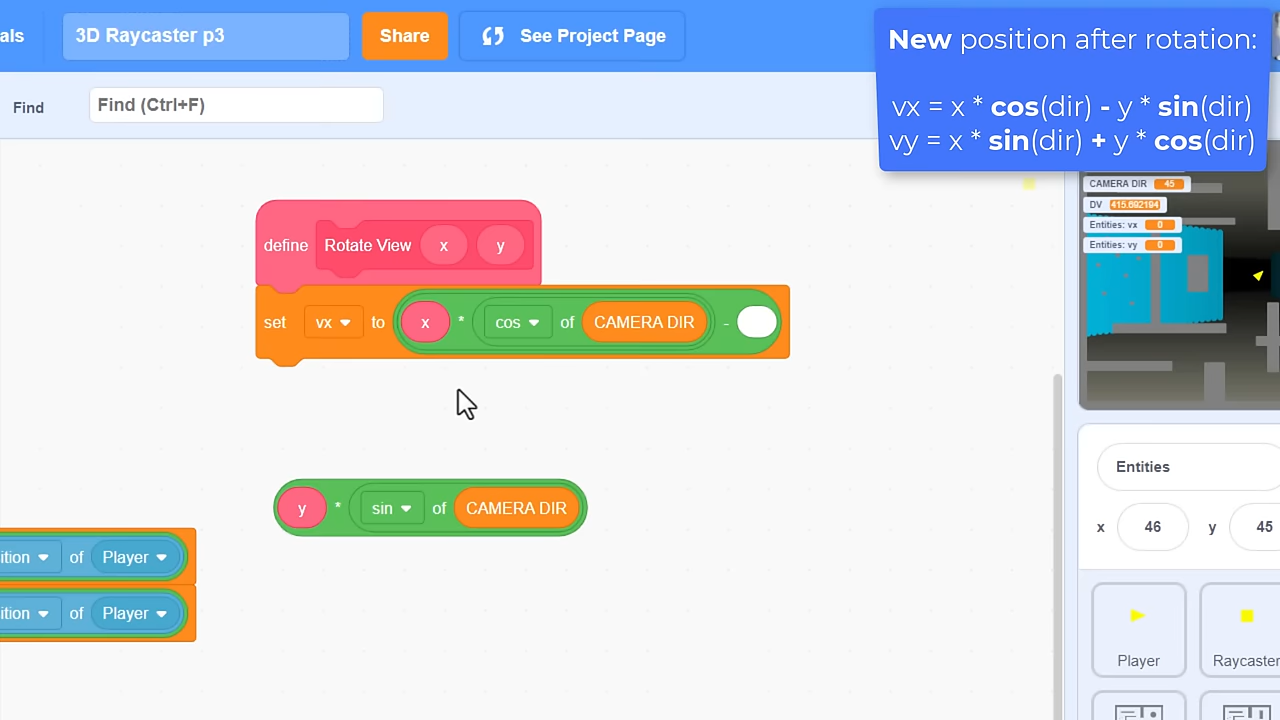 als
3D Raycaster p3
Share
See Project Page
New position after rotation:
vx = x * cos(dir) - y * sin(dir)
vy = x * sin(dir) + y * cos(dir)
Find
Find (Ctrl+F)
CAMERA DIR 45
DV 415.692194
Entities: vx 0
Entities: vy 0
define Rotate View x y
set vx to x * cos of CAMERA DIR -
y * sin of CAMERA DIR
ition of Player
ition of Player
Entities
x 46 y 45
Player
Raycaster